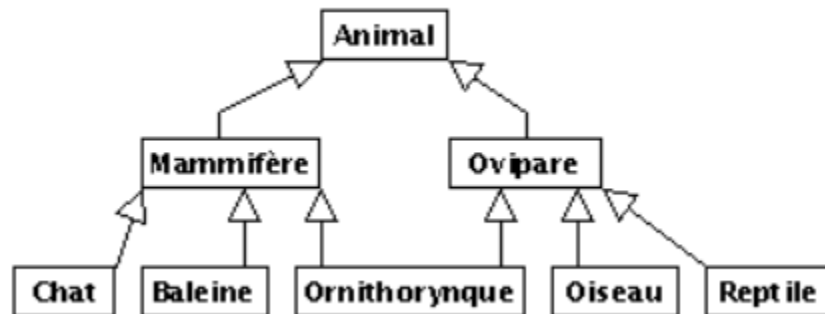 Animal
Mammifère
Ovipare
Chat
Baleine
Ornithorynque
Oiseau
Reptile